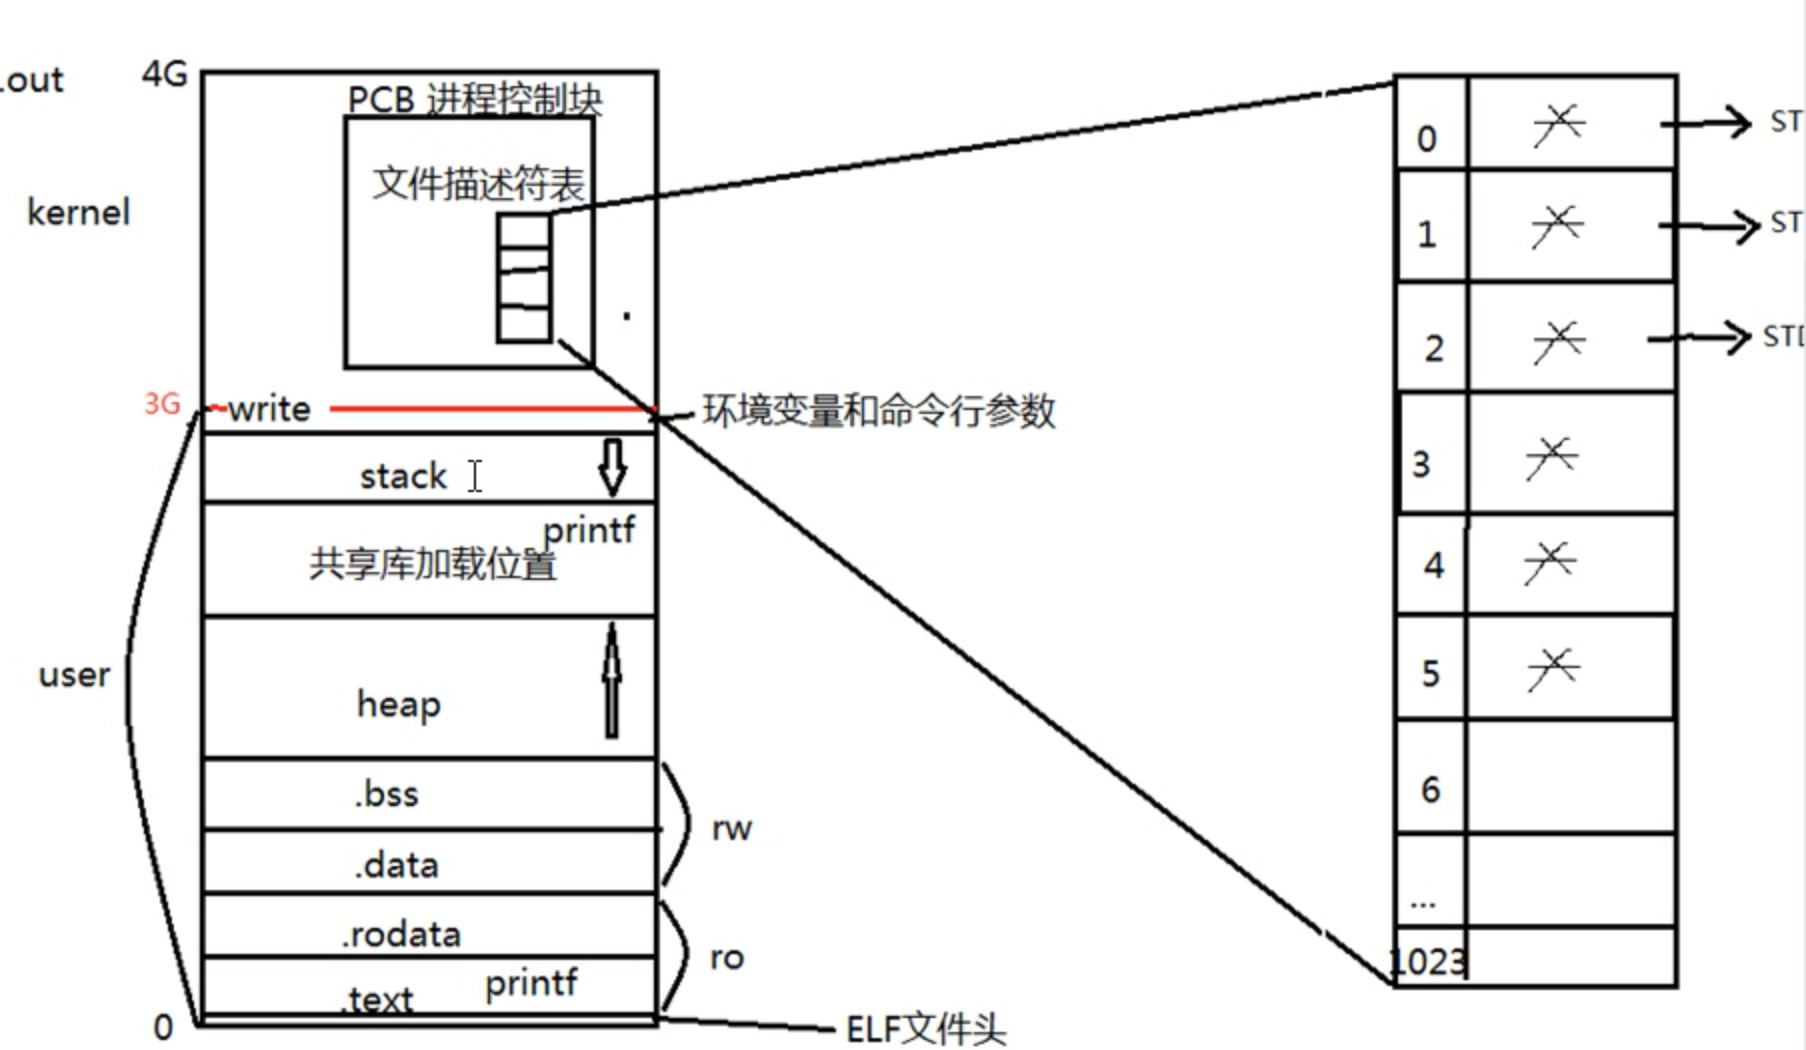 .out
4G
PCB 进程控制块
文件描述符表
kernel
3G
write
环境变量和命令行参数
stack
printf
共享库加载位置
user
heap
.bss
rw
.data
.rodata
ro
printf
.text
0
ELF文件头
0
ST
1
ST
2
STD
3
4
5
6
...
1023